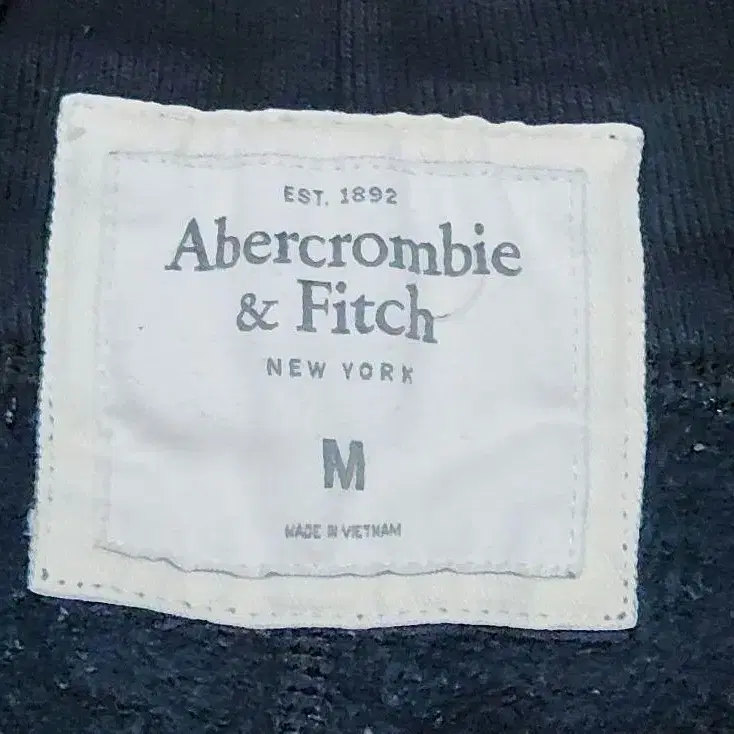 EST. 1892
Abercrombie
& Fitch
NEW YORK
M
MADE IN VIETNAM